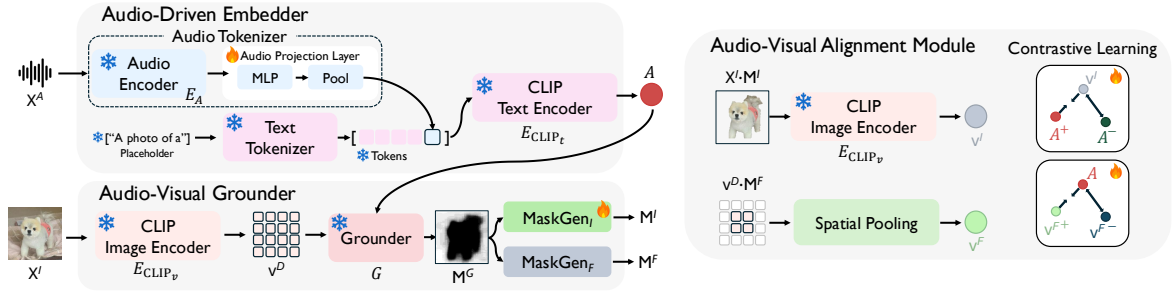 Audio-Driven Embedder
Audio Tokenizer
Audio
Encoder
E_A
Audio Projection Layer
MLP
Pool
X^A
["A photo of a"]
Placeholder
Text
Tokenizer
[
]
Tokens
CLIP
Text Encoder
E_CLIP_t
A
Audio-Visual Grounder
X^I
CLIP
Image Encoder
E_CLIP_v
v^D
Grounder
G
M^G
MaskGen_I
M^I
MaskGen_F
M^F
Audio-Visual Alignment Module
X^I·M^I
CLIP
Image Encoder
E_CLIP_v
v^I
v^D·M^F
Spatial Pooling
v^F
Contrastive Learning
v^I
A^+
A^−
A
v^F+
v^F−